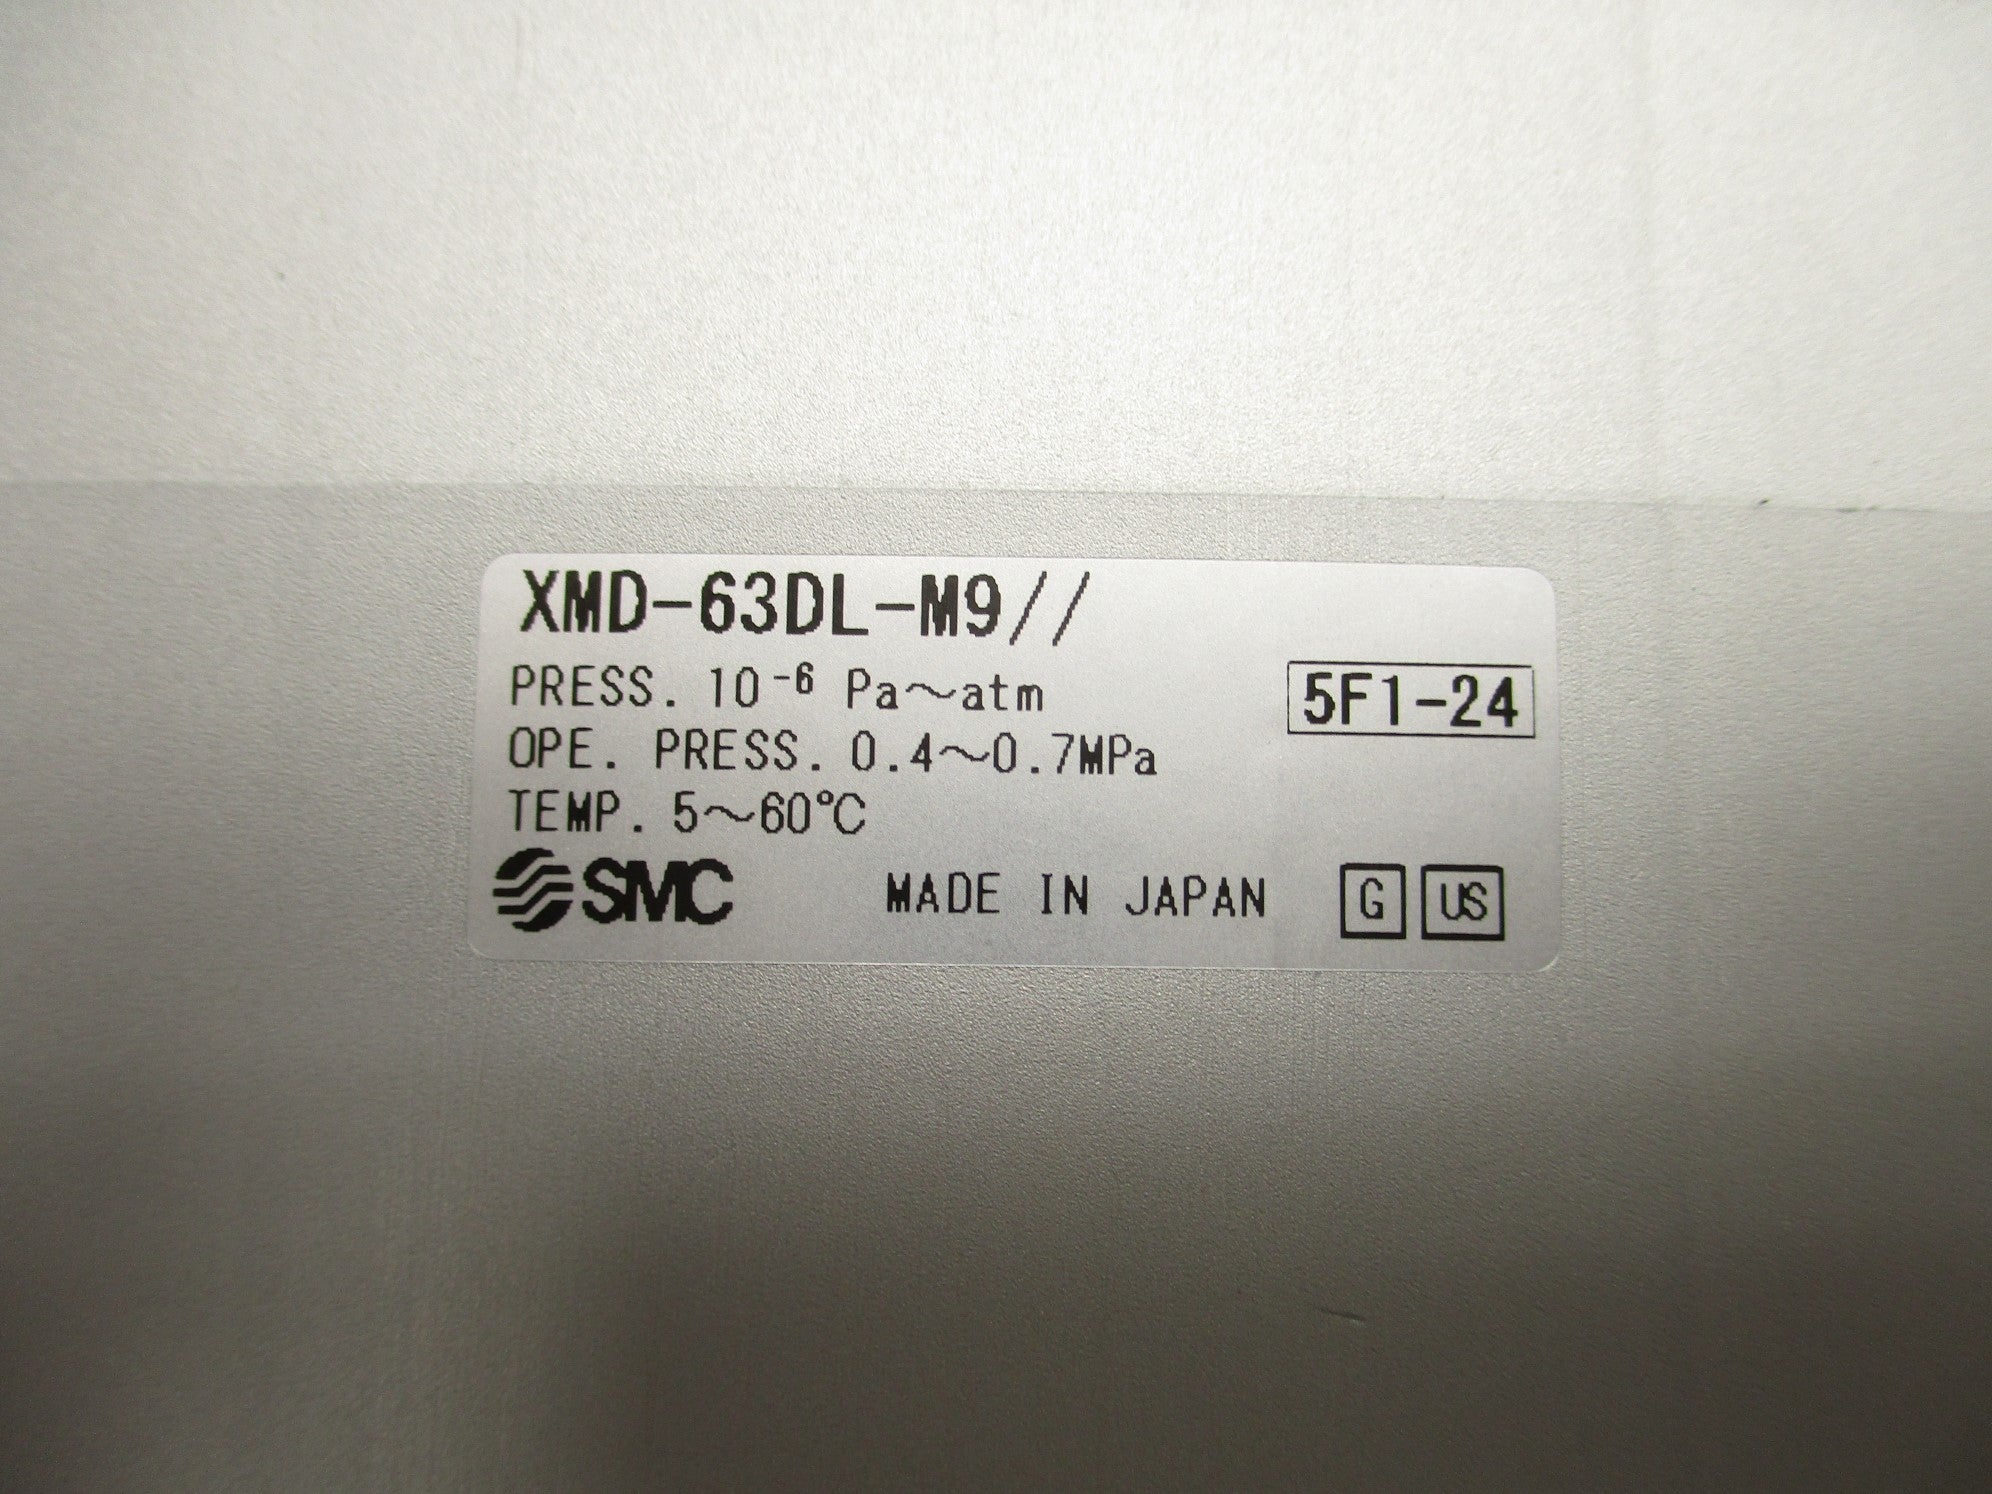 XMD-63DL-M9//
PRESS. 10⁻⁶ Pa～atm
5F1-24
OPE. PRESS. 0.4～0.7MPa
TEMP. 5～60℃
SMC MADE IN JAPAN G US